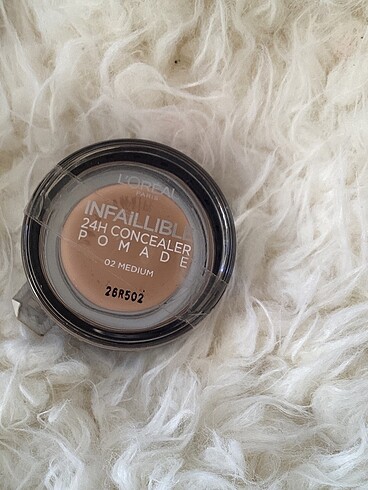 L'ORÉAL
PARIS
INFAILLIBLE
24H CONCEALER
POMADE
02 MEDIUM
26R502